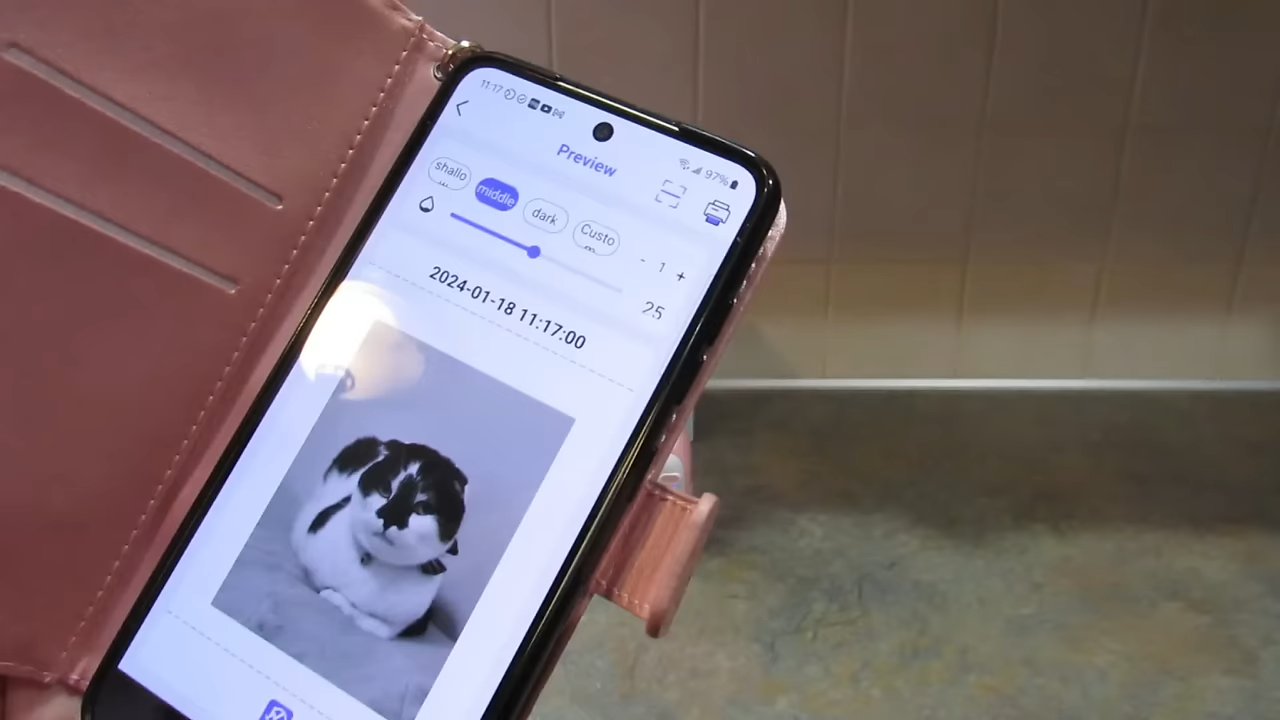 11:17
97%
Preview
shallo
middle
dark
Custo
- 1 +
25
2024-01-18 11:17:00